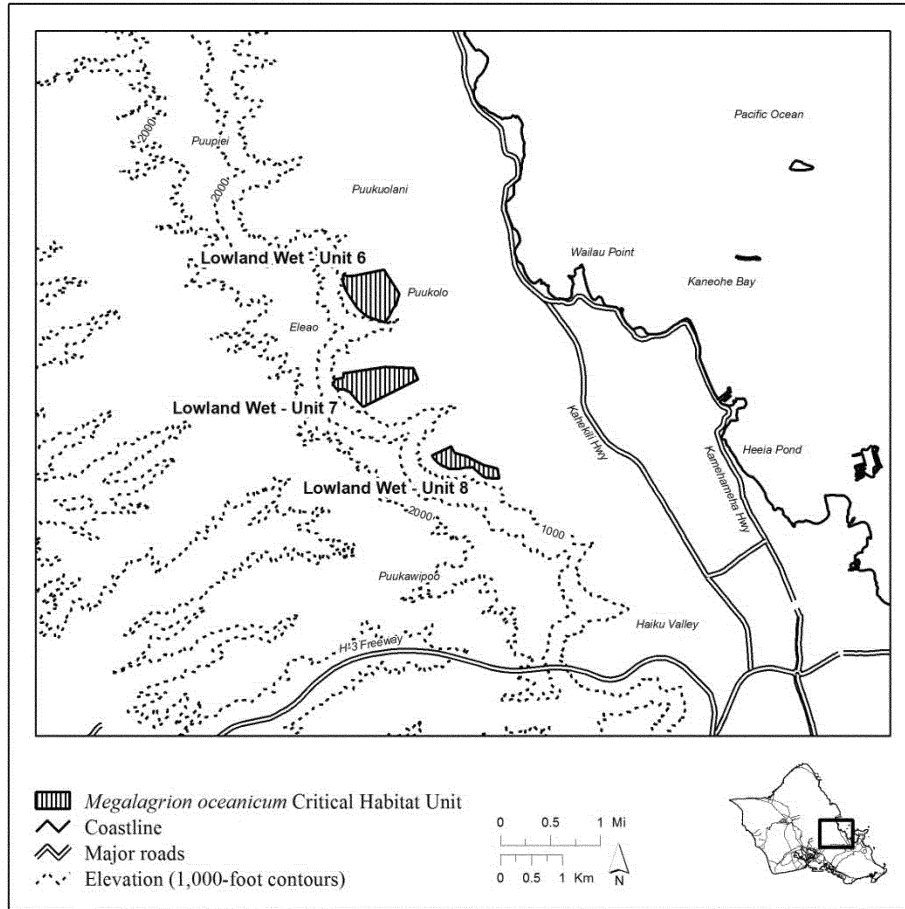 Pacific Ocean
2000
Puupiei
2000
Puukuolani
Wailau Point
Lowland Wet - Unit 6
Kaneohe Bay
Puukolo
Eleao
Lowland Wet - Unit 7
Kahekili Hwy
Kamehameha Hwy
Heeia Pond
Lowland Wet - Unit 8
2000
1000
Puukawipoo
Haiku Valley
H-3 Freeway
Megalagrion oceanicum Critical Habitat Unit
Coastline
Major roads
Elevation (1,000-foot contours)
0 0.5 1 Mi
0 0.5 1 Km
N